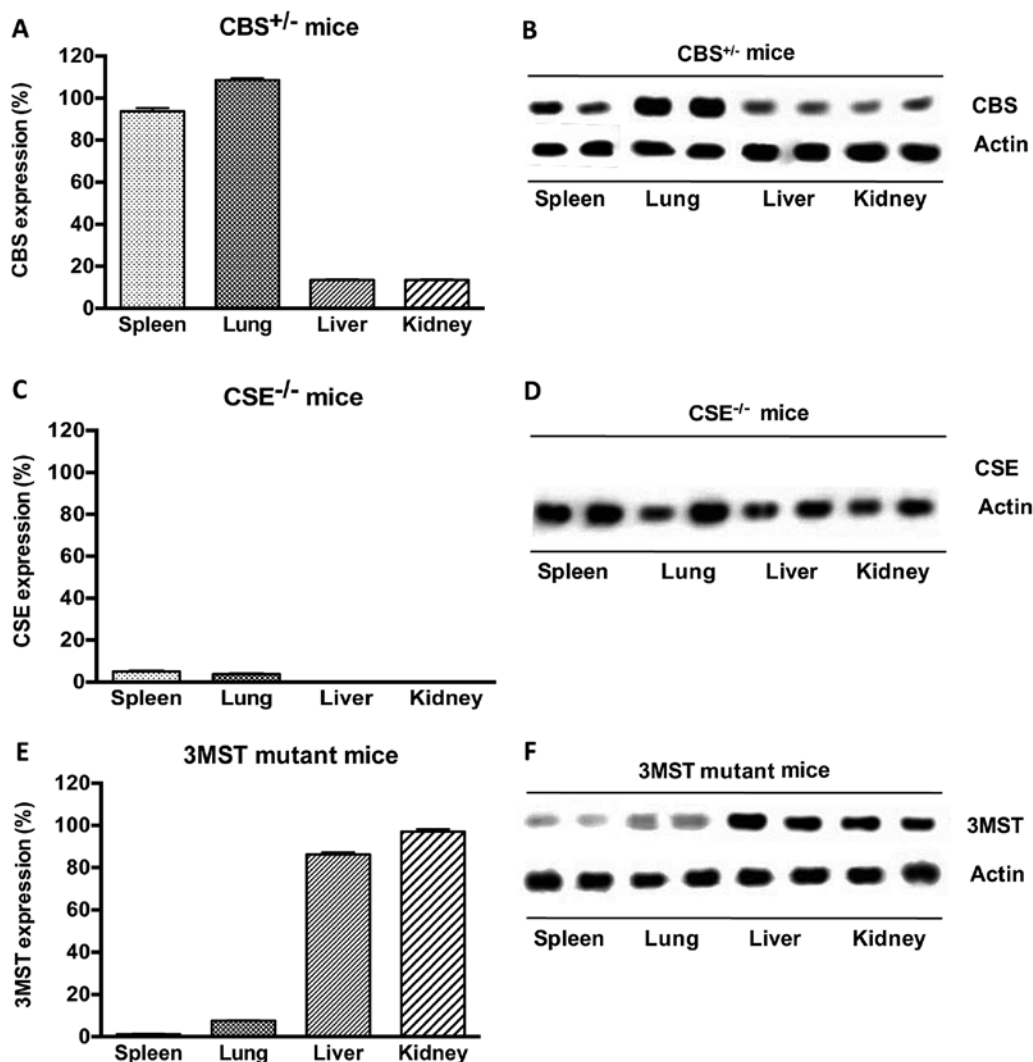 A
CBS+/- mice
CBS expression (%)
120
100
80
60
40
20
0
Spleen Lung Liver Kidney
B
CBS+/- mice
CBS
Actin
Spleen Lung Liver Kidney
C
CSE-/- mice
CSE expression (%)
120
100
80
60
40
20
0
Spleen Lung Liver Kidney
D
CSE-/- mice
CSE
Actin
Spleen Lung Liver Kidney
E
3MST mutant mice
3MST expression (%)
120
100
80
60
40
20
0
Spleen Lung Liver Kidney
F
3MST mutant mice
3MST
Actin
Spleen Lung Liver Kidney